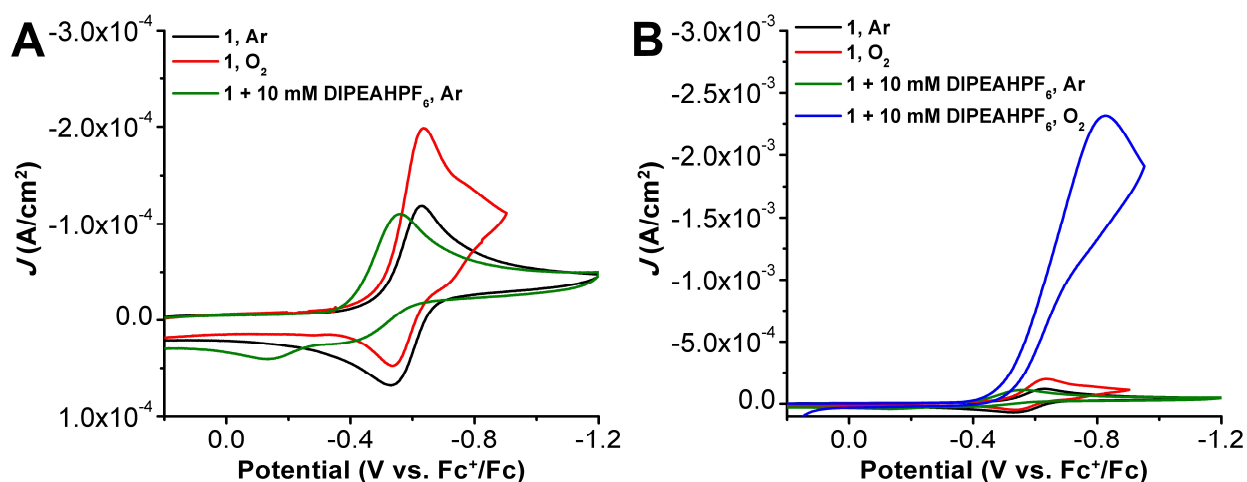 A
1, Ar
1, O₂
1 + 10 mM DIPEAHPF₆, Ar
-3.0x10⁻⁴
-2.0x10⁻⁴
-1.0x10⁻⁴
0.0
1.0x10⁻⁴
J (A/cm²)
0.0
-0.4
-0.8
-1.2
Potential (V vs. Fc⁺/Fc)
B
1, Ar
1, O₂
1 + 10 mM DIPEAHPF₆, Ar
1 + 10 mM DIPEAHPF₆, O₂
-3.0x10⁻³
-2.5x10⁻³
-2.0x10⁻³
-1.5x10⁻³
-1.0x10⁻³
-5.0x10⁻⁴
0.0
J (A/cm²)
0.0
-0.4
-0.8
-1.2
Potential (V vs. Fc⁺/Fc)